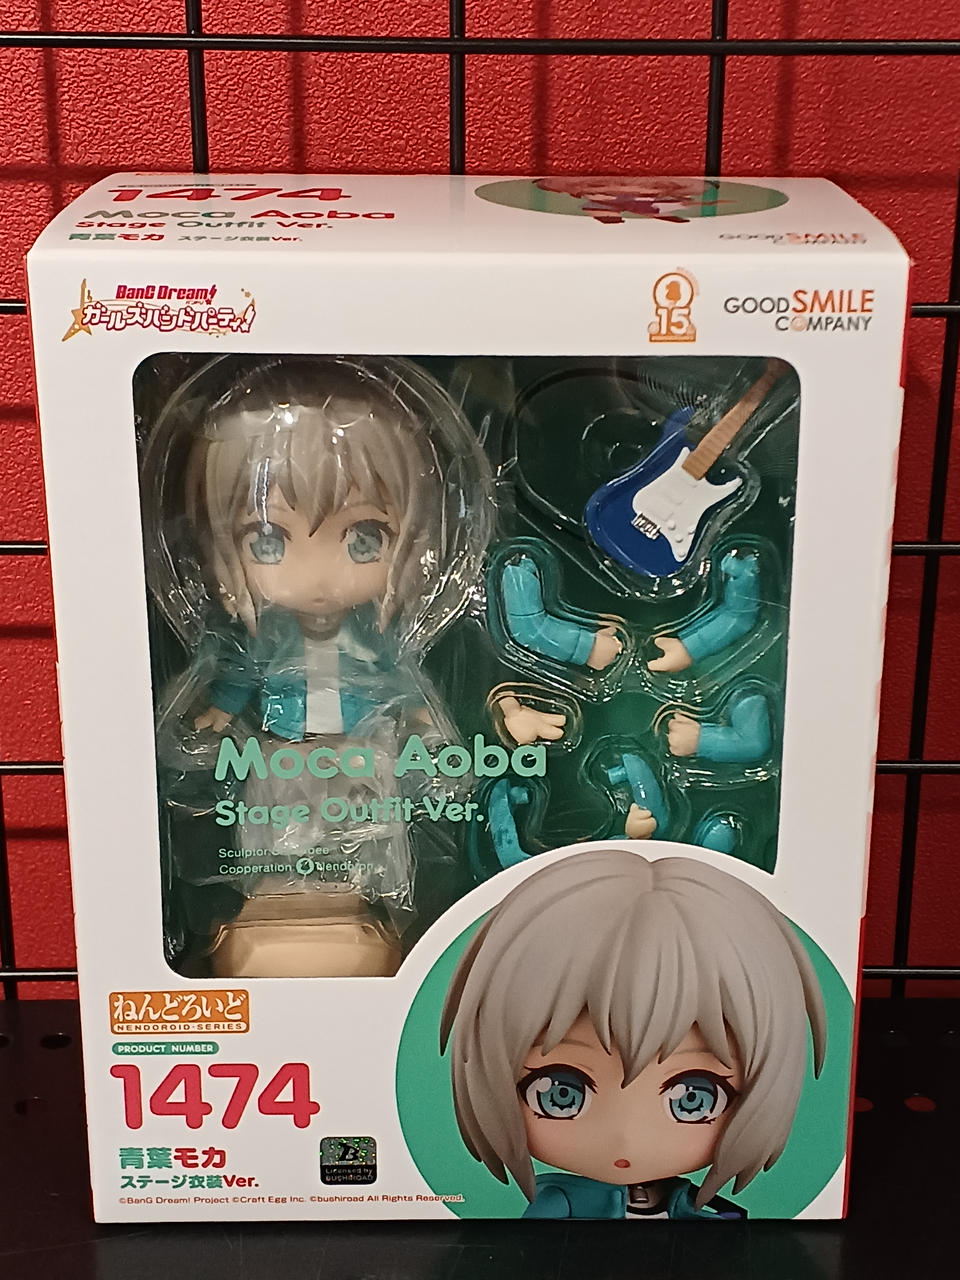 1474
Moca Aoba
Stage Outfit Ver.
青葉モカ ステージ衣装Ver.
GOOD SMILE
COMPANY
BanG Dream!
ガールズバンドパーティ!
15
GOOD SMILE
COMPANY
Moca Aoba
Stage Outfit Ver.
Sculptor:
Cooperation Nendoron
ねんどろいど
NENDOROID-SERIES
PRODUCT NUMBER
1474
青葉モカ
ステージ衣装Ver.
B
Licensed by
BUSHIROAD
©BanG Dream! Project ©Craft Egg Inc. ©bushiroad All Rights Reserved.